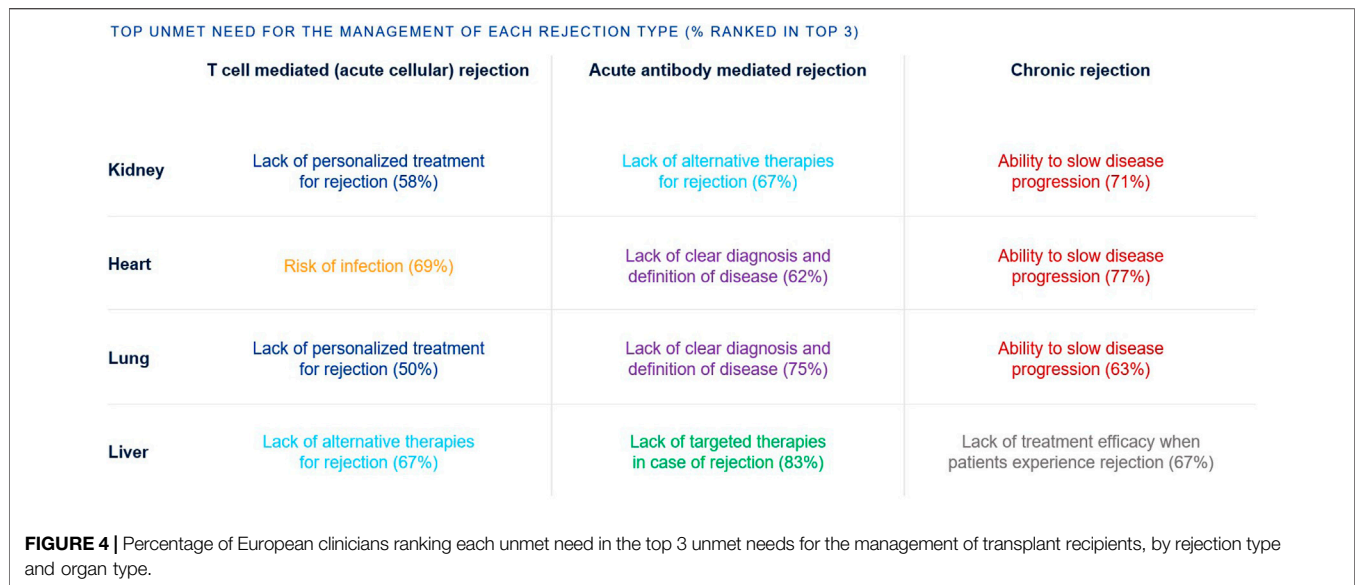 TOP UNMET NEED FOR THE MANAGEMENT OF EACH REJECTION TYPE (% RANKED IN TOP 3)
T cell mediated (acute cellular) rejection
Acute antibody mediated rejection
Chronic rejection
Kidney
Lack of personalized treatment
for rejection (58%)
Lack of alternative therapies
for rejection (67%)
Ability to slow disease
progression (71%)
Heart
Risk of infection (69%)
Lack of clear diagnosis and
definition of disease (62%)
Ability to slow disease
progression (77%)
Lung
Lack of personalized treatment
for rejection (50%)
Lack of clear diagnosis and
definition of disease (75%)
Ability to slow disease
progression (63%)
Liver
Lack of alternative therapies
for rejection (67%)
Lack of targeted therapies
in case of rejection (83%)
Lack of treatment efficacy when
patients experience rejection (67%)
FIGURE 4 | Percentage of European clinicians ranking each unmet need in the top 3 unmet needs for the management of transplant recipients, by rejection type
and organ type.